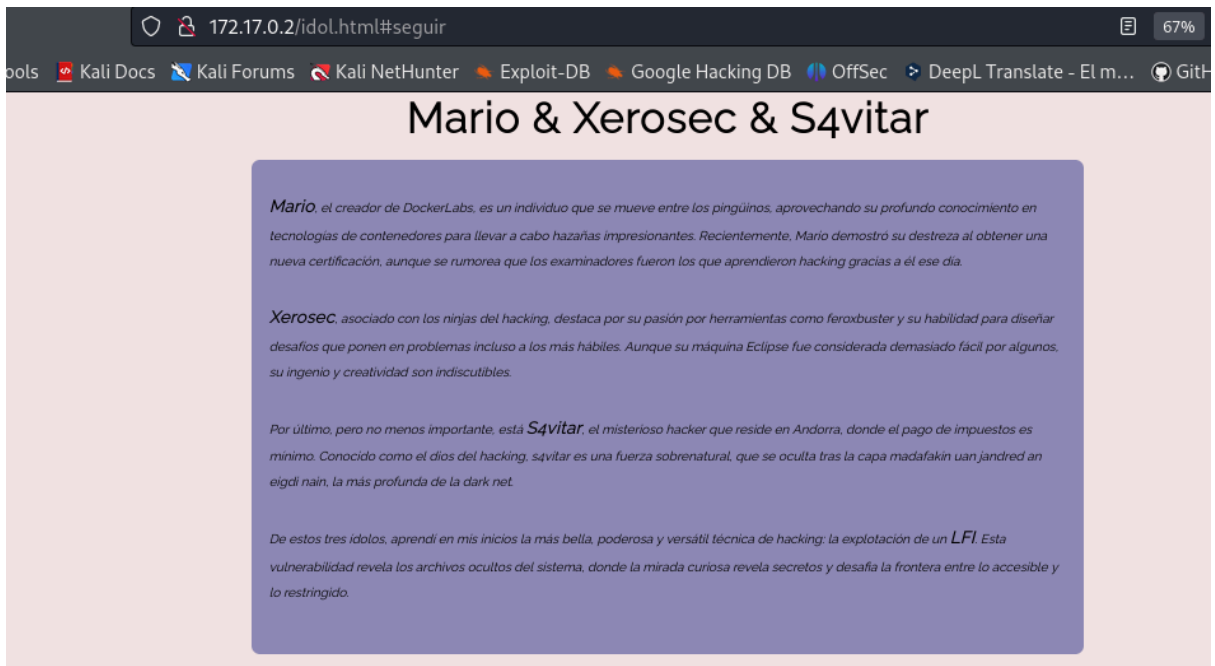 172.17.0.2/idol.html#seguir 67%
ools Kali Docs Kali Forums Kali NetHunter Exploit-DB Google Hacking DB OffSec DeepL Translate - El m... GitH
Mario & Xerosec & S4vitar
Mario, el creador de DockerLabs, es un individuo que se mueve entre los pingüinos, aprovechando su profundo conocimiento en
tecnologías de contenedores para llevar a cabo hazañas impresionantes. Recientemente, Mario demostró su destreza al obtener una
nueva certificación, aunque se rumorea que los examinadores fueron los que aprendieron hacking gracias a él ese día.
Xerosec, asociado con los ninjas del hacking, destaca por su pasión por herramientas como feroxbuster y su habilidad para diseñar
desafíos que ponen en problemas incluso a los más hábiles. Aunque su máquina Eclipse fue considerada demasiado fácil por algunos,
su ingenio y creatividad son indiscutibles.
Por último, pero no menos importante, está S4vitar, el misterioso hacker que reside en Andorra, donde el pago de impuestos es
mínimo. Conocido como el dios del hacking, s4vitar es una fuerza sobrenatural, que se oculta tras la capa madafakin uan jandred an
eigdi nain, la más profunda de la dark net.
De estos tres ídolos, aprendí en mis inicios la más bella, poderosa y versátil técnica de hacking: la explotación de un LFI. Esta
vulnerabilidad revela los archivos ocultos del sistema, donde la mirada curiosa revela secretos y desafía la frontera entre lo accesible y
lo restringido.